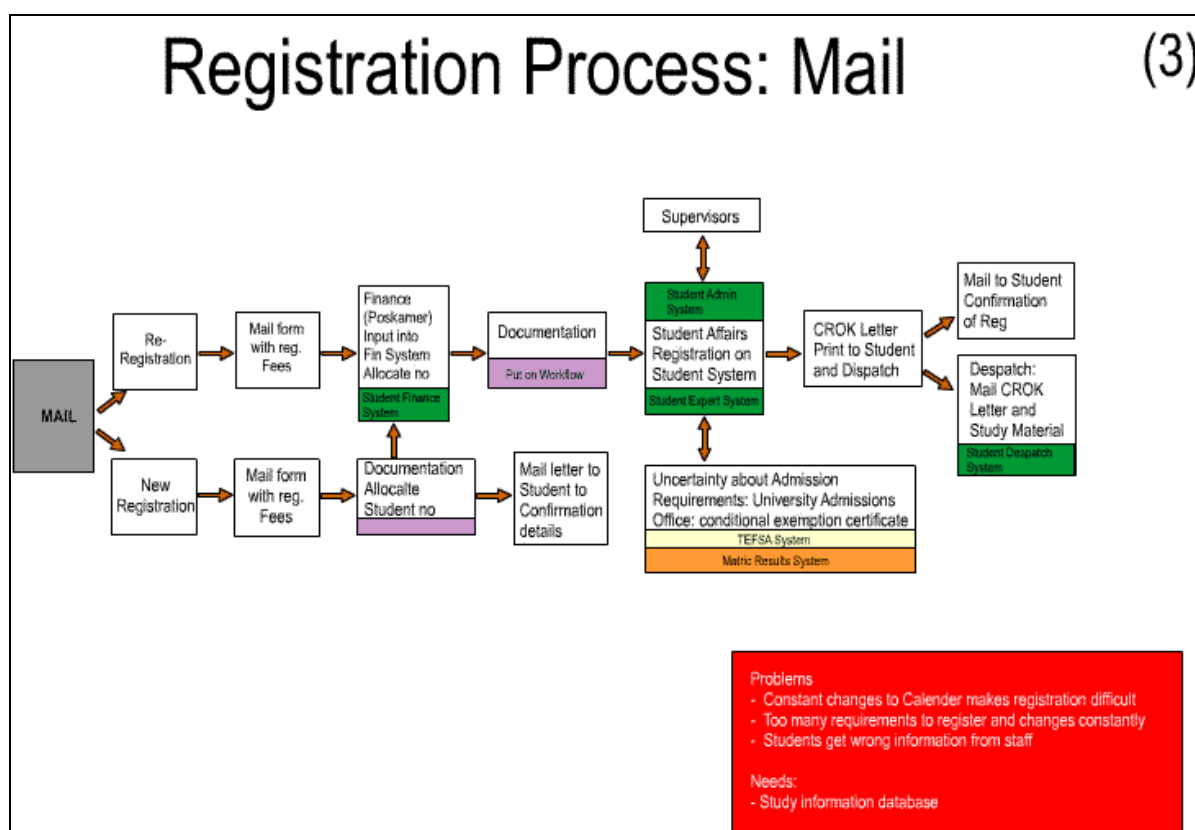 Registration Process: Mail
(3)
Supervisors
Student Admin
System
Student Affairs
Registration on
Student System
Student Expert System
Finance
(Poskamer)
Input into
Fin System
Allocate no
Student Finance
System
Documentation
Put on Workflow
Re-
Registration
Mail form
with reg.
Fees
MAIL
CROK Letter
Print to Student
and Dispatch
Mail to Student
Confirmation
of Reg
Despatch:
Mail CROK
Letter and
Study Material
Student Despatch
System
New
Registration
Mail form
with reg.
Fees
Documentation
Allocalte
Student no
Mail letter to
Student to
Confirmation
details
Uncertainty about Admission
Requirements: University Admissions
Office: conditional exemption certificate
TEFSA System
Matric Results System
Problems
- Constant changes to Calender makes registration difficult
- Too many requirements to register and changes constantly
- Students get wrong information from staff
Needs:
- Study information database